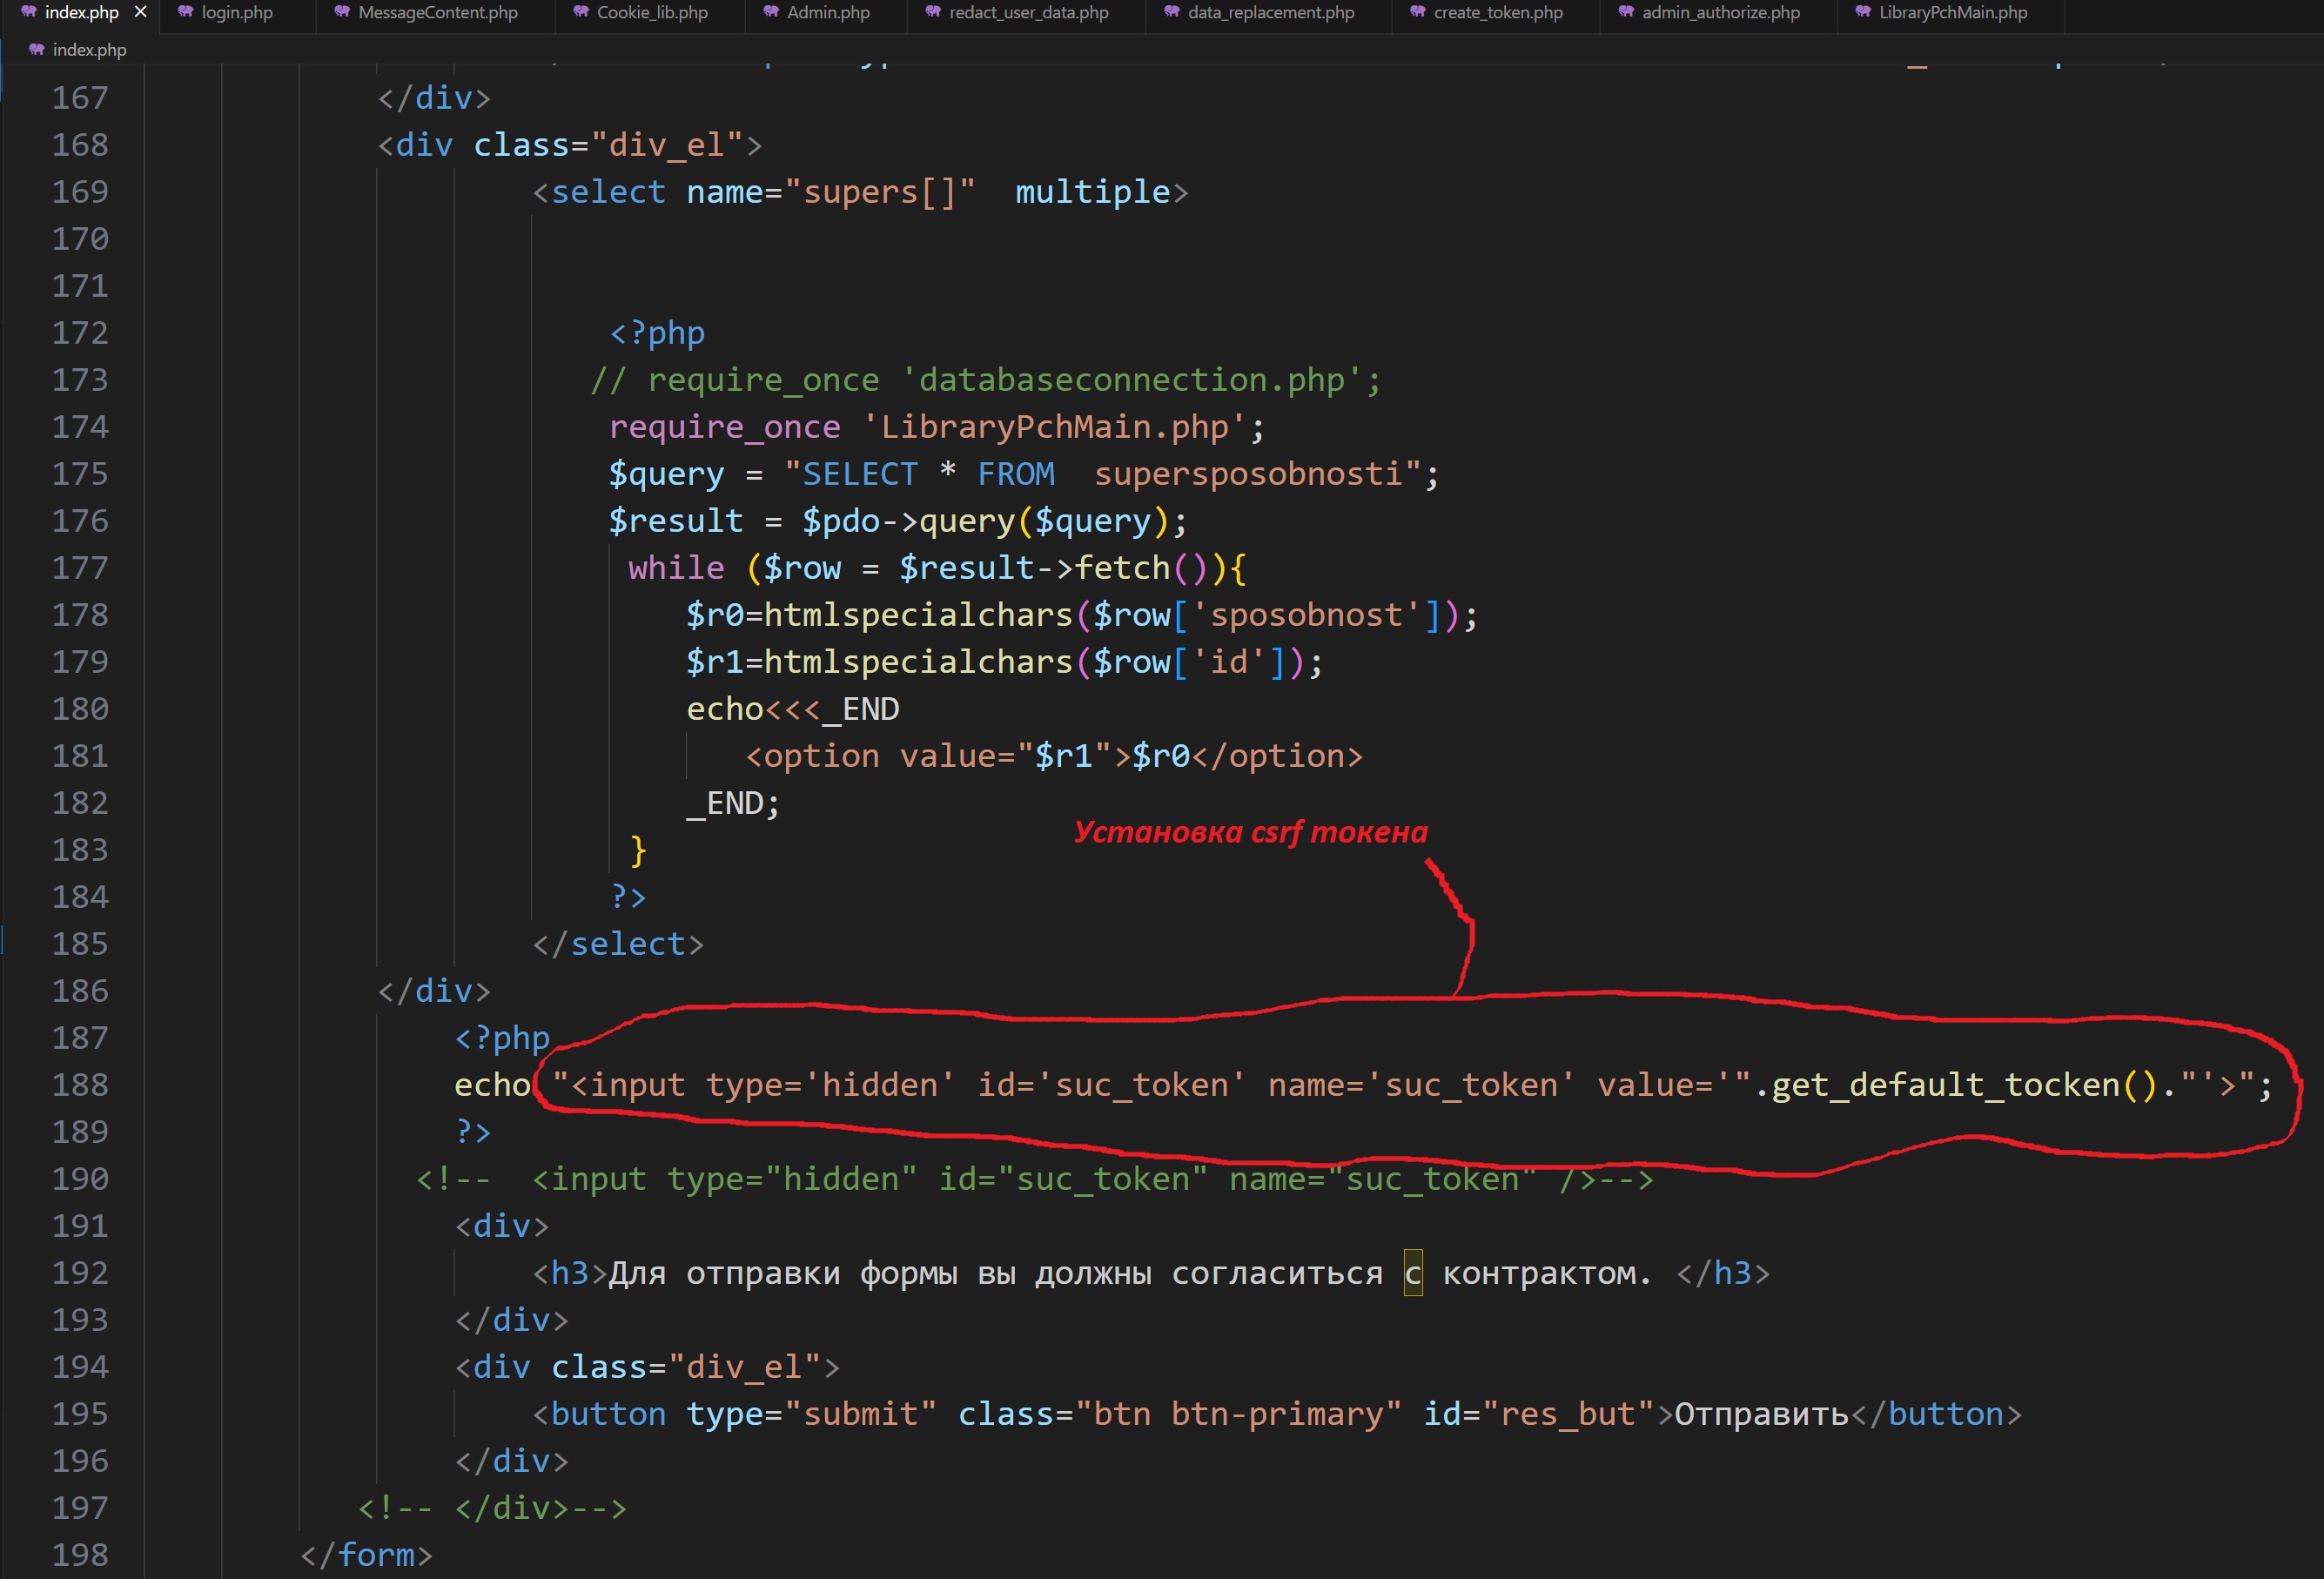 index.php × login.php MessageContent.php Cookie_lib.php Admin.php redact_user_data.php data_replacement.php create_token.php admin_authorize.php LibraryPchMain.php
index.php
167 </div>
168 <div class="div_el">
169 <select name="supers[]"  multiple>
170
171
172 <?php
173 // require_once 'databaseconnection.php';
174 require_once 'LibraryPchMain.php';
175 $query = "SELECT * FROM  supersposobnosti";
176 $result = $pdo->query($query);
177 while ($row = $result->fetch()){
178 $r0=htmlspecialchars($row['sposobnost']);
179 $r1=htmlspecialchars($row['id']);
180 echo<<<_END
181 <option value="$r1">$r0</option>
182 _END;
Установка csrf токена
183 }
184 ?>
185 </select>
186 </div>
187 <?php
188 echo "<input type='hidden' id='suc_token' name='suc_token' value='".get_default_tocken()."'>";
189 ?>
190 <!--  <input type="hidden" id="suc_token" name="suc_token" />-->
191 <div>
192 <h3>Для отправки формы вы должны согласиться с контрактом. </h3>
193 </div>
194 <div class="div_el">
195 <button type="submit" class="btn btn-primary" id="res_but">Отправить</button>
196 </div>
197 <!-- </div>-->
198 </form>